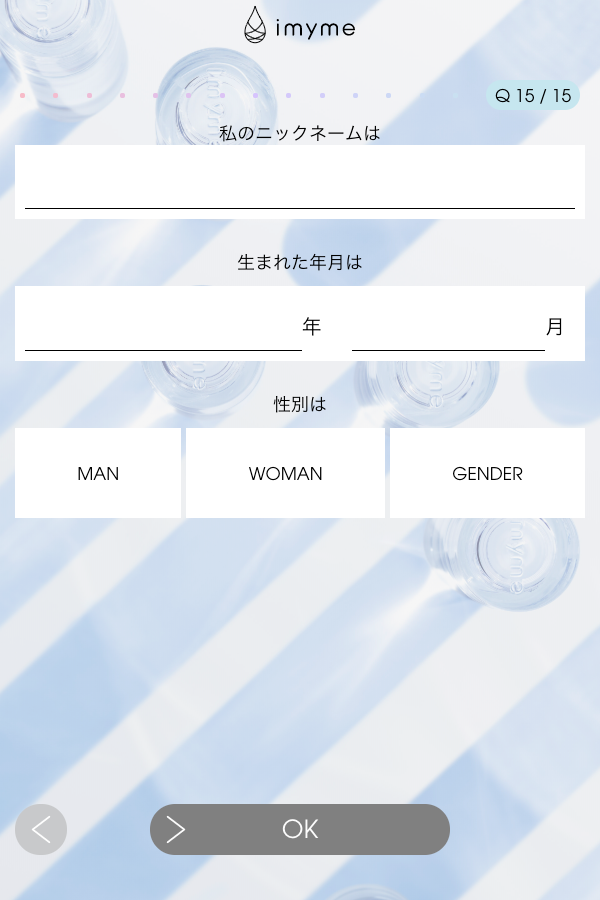 imyme
Q 15 / 15
私のニックネームは
生まれた年月は
年 月
性別は
MAN WOMAN GENDER
OK